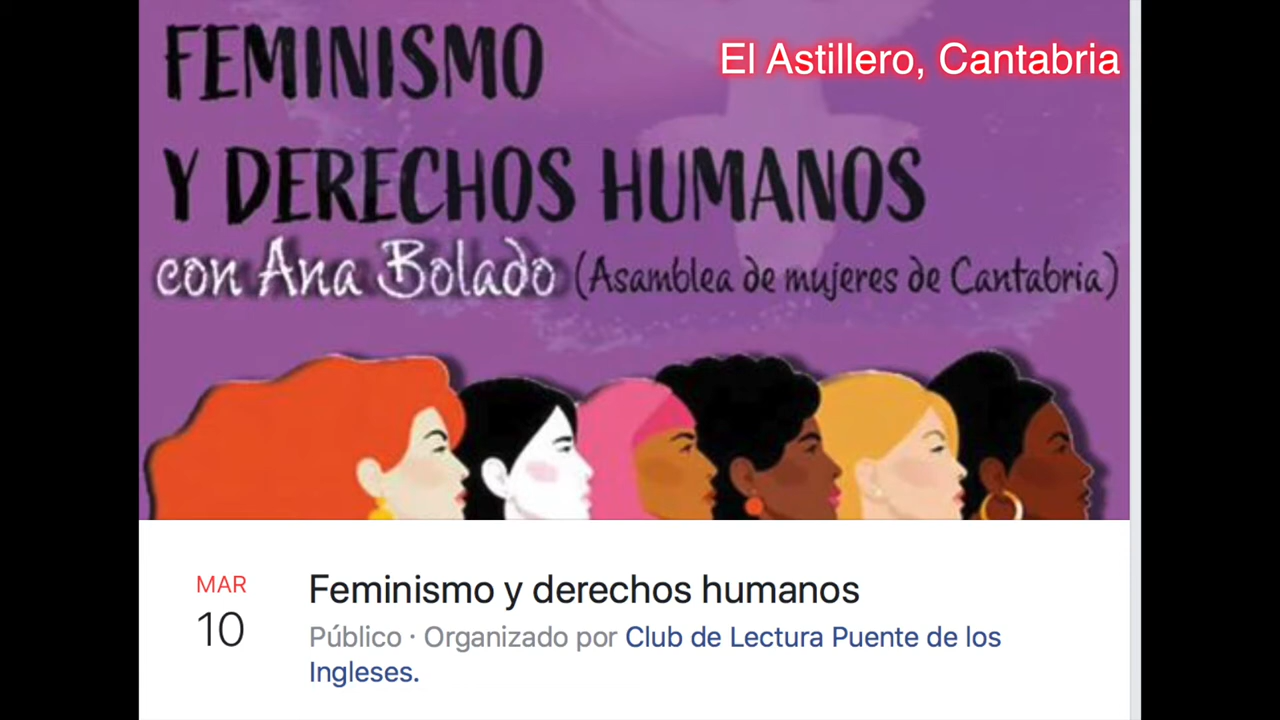 FEMINISMO
El Astillero, Cantabria
Y DERECHOS HUMANOS
con Ana Bolado (Asamblea de mujeres de Cantabria)
MAR
10
Feminismo y derechos humanos
Público · Organizado por Club de Lectura Puente de los
Ingleses.